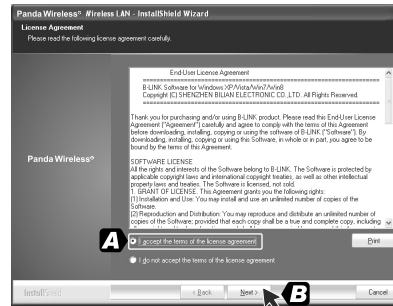 Panda Wireless® Wireless LAN - InstallShield Wizard
License Agreement
Please read the following license agreement carefully.
End-User License Agreement
B-LINK Software for Windows XP/Vista/Win7/Win8
Copyright (C) SHENZHEN BILIAN ELECTRONIC CO.,LTD. All Rights Reserved.
Thank you for purchasing and/or using B-LINK product. Please read this End-User License
Agreement ("Agreement") carefully and agree to comply with the terms of this Agreement
before downloading, installing, copying or using the software of B-LINK ("Software"). By
downloading, installing, copying or using this Software, in whole or in part, you agree to be
bound by the terms of this Agreement.
SOFTWARE LICENSE
All the rights and interests of the Software belong to B-LINK. The Software is protected by
applicable copyright laws and international copyright treaties, as well as other intellectual
property laws and treaties. The Software is licensed, not sold.
1. GRANT OF LICENSE. This Agreement grants you the following rights:
(1) Installation and Use: You may install and use an unlimited number of copies of the
Software.
(2) Reproduction and Distribution: You may reproduce and distribute an unlimited number of
copies of the Software; provided that each copy shall be a true and complete copy, including
Panda Wireless®
A
I accept the terms of the license agreement
Print
I do not accept the terms of the license agreement
InstallShield
< Back
Next >
B
Cancel